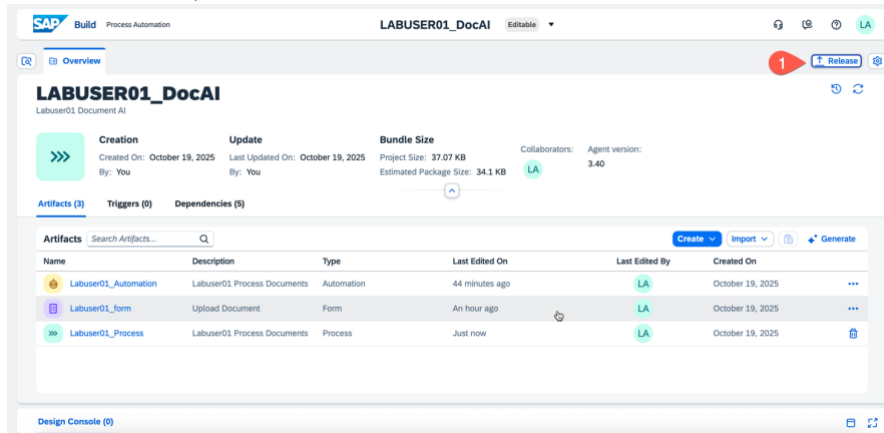 SAP Build Process Automation LABUSER01_DocAI Editable LA
Overview 1 Release
LABUSER01_DocAI
Labuser01 Document AI
Creation Update Bundle Size
Created On: October 19, 2025 Last Updated On: October 19, 2025 Project Size: 37.07 KB Collaborators: Agent version:
By: You By: You Estimated Package Size: 34.1 KB LA 3.40
Artifacts (3) Triggers (0) Dependencies (5)
Artifacts Search Artifacts... Create Import Generate
Name Description Type Last Edited On Last Edited By Created On
Labuser01_Automation Labuser01 Process Documents Automation 44 minutes ago LA October 19, 2025
Labuser01_form Upload Document Form An hour ago LA October 19, 2025
Labuser01_Process Labuser01 Process Documents Process Just now LA October 19, 2025
Design Console (0)